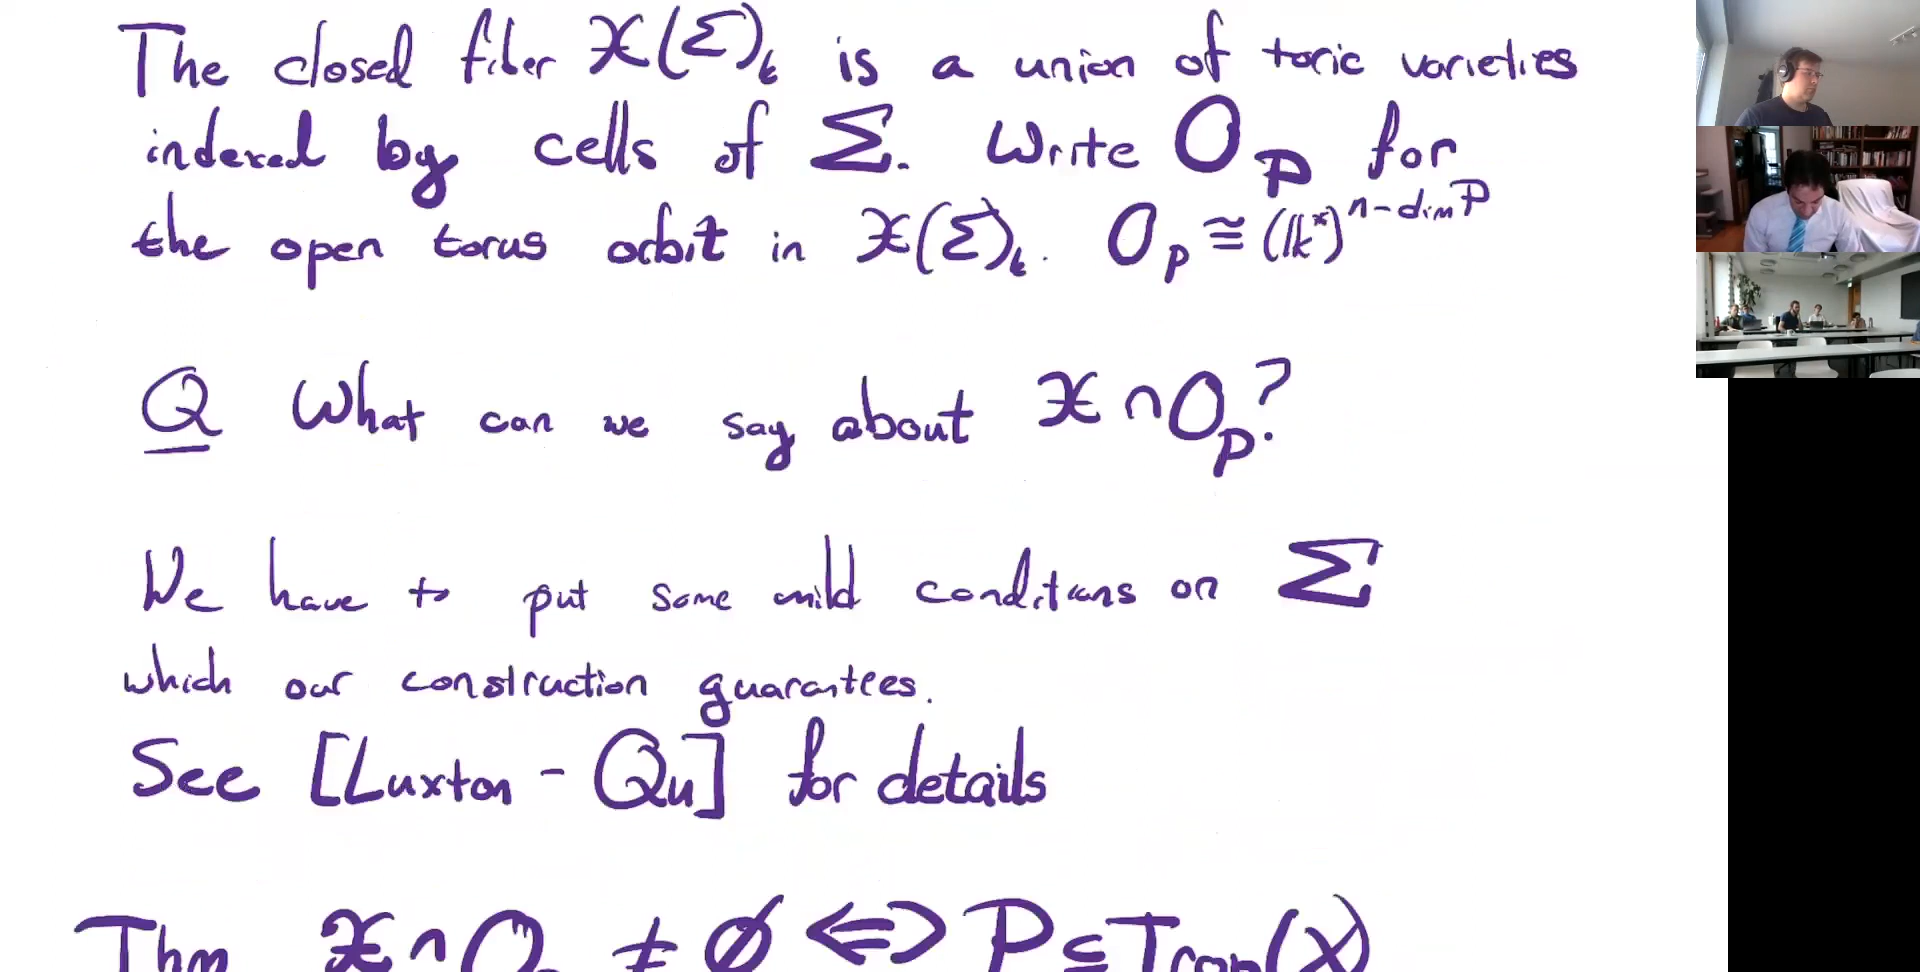 The closed fiber 𝒳(Σ)ₖ is a union of toric varieties
indexed by cells of Σ. Write O_P for
the open torus orbit in 𝒳(Σ)ₖ. O_P ≅ (𝕜*)^{n-dim P}
Q What can we say about 𝒳 ∩ O_P?
We have to put some mild conditions on Σ
which our construction guarantees.
See [Luxton - Qu] for details
Thm 𝒳 ∩ O_P ≠ ∅ ⟺ P ⊆ Trop(X)